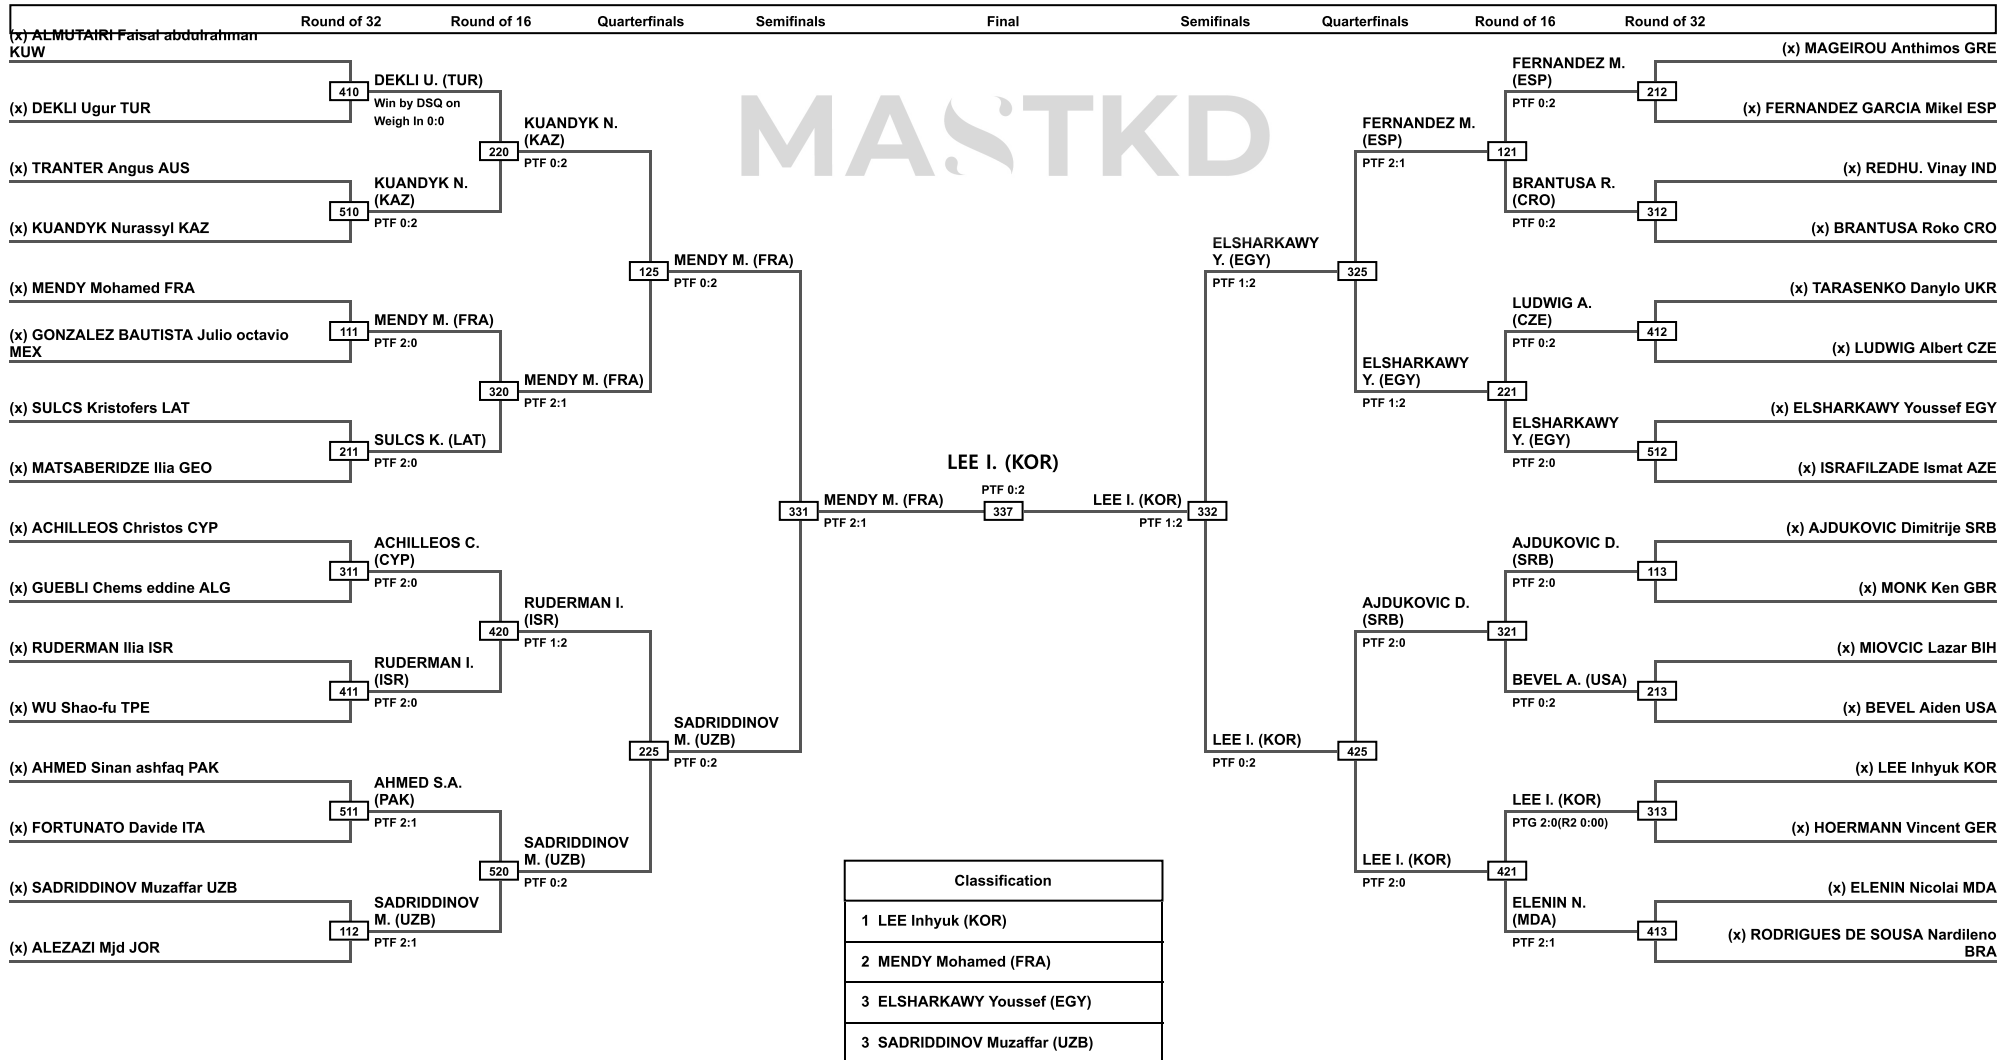 Round of 32
Round of 16
Quarterfinals
Semifinals
Final
Semifinals
Quarterfinals
Round of 16
Round of 32
(x) ALMUTAIRI Faisal abdulrahman
KUW
(x) DEKLI Ugur TUR
(x) TRANTER Angus AUS
(x) KUANDYK Nurassyl KAZ
(x) MENDY Mohamed FRA
(x) GONZALEZ BAUTISTA Julio octavio
MEX
(x) SULCS Kristofers LAT
(x) MATSABERIDZE Ilia GEO
(x) ACHILLEOS Christos CYP
(x) GUEBLI Chems eddine ALG
(x) RUDERMAN Ilia ISR
(x) WU Shao-fu TPE
(x) AHMED Sinan ashfaq PAK
(x) FORTUNATO Davide ITA
(x) SADRIDDINOV Muzaffar UZB
(x) ALEZAZI Mjd JOR
410
DEKLI U. (TUR)
Win by DSQ on
Weigh In 0:0
510
KUANDYK N.
(KAZ)
PTF 0:2
111
MENDY M. (FRA)
PTF 2:0
211
SULCS K. (LAT)
PTF 2:0
311
ACHILLEOS C.
(CYP)
PTF 2:0
411
RUDERMAN I.
(ISR)
PTF 2:0
511
AHMED S.A.
(PAK)
PTF 2:1
112
SADRIDDINOV
M. (UZB)
PTF 2:1
220
KUANDYK N.
(KAZ)
PTF 0:2
320
MENDY M. (FRA)
PTF 2:1
420
RUDERMAN I.
(ISR)
PTF 1:2
520
SADRIDDINOV
M. (UZB)
PTF 0:2
125
MENDY M. (FRA)
PTF 0:2
225
SADRIDDINOV
M. (UZB)
PTF 0:2
331
MENDY M. (FRA)
PTF 2:1
MASTKD
LEE I. (KOR)
PTF 0:2
337
LEE I. (KOR)
PTF 1:2
332
ELSHARKAWY
Y. (EGY)
PTF 1:2
325
LEE I. (KOR)
PTF 0:2
425
FERNANDEZ M.
(ESP)
PTF 2:1
121
ELSHARKAWY
Y. (EGY)
PTF 1:2
221
AJDUKOVIC D.
(SRB)
PTF 2:0
321
LEE I. (KOR)
PTF 2:0
421
FERNANDEZ M.
(ESP)
PTF 0:2
212
BRANTUSA R.
(CRO)
PTF 0:2
312
LUDWIG A.
(CZE)
PTF 0:2
412
ELSHARKAWY
Y. (EGY)
PTF 2:0
512
AJDUKOVIC D.
(SRB)
PTF 2:0
113
BEVEL A. (USA)
PTF 0:2
213
LEE I. (KOR)
PTG 2:0(R2 0:00)
313
ELENIN N.
(MDA)
PTF 2:1
413
(x) MAGEIROU Anthimos GRE
(x) FERNANDEZ GARCIA Mikel ESP
(x) REDHU. Vinay IND
(x) BRANTUSA Roko CRO
(x) TARASENKO Danylo UKR
(x) LUDWIG Albert CZE
(x) ELSHARKAWY Youssef EGY
(x) ISRAFILZADE Ismat AZE
(x) AJDUKOVIC Dimitrije SRB
(x) MONK Ken GBR
(x) MIOVCIC Lazar BIH
(x) BEVEL Aiden USA
(x) LEE Inhyuk KOR
(x) HOERMANN Vincent GER
(x) ELENIN Nicolai MDA
(x) RODRIGUES DE SOUSA Nardileno
BRA
Classification
1 LEE Inhyuk (KOR)
2 MENDY Mohamed (FRA)
3 ELSHARKAWY Youssef (EGY)
3 SADRIDDINOV Muzaffar (UZB)